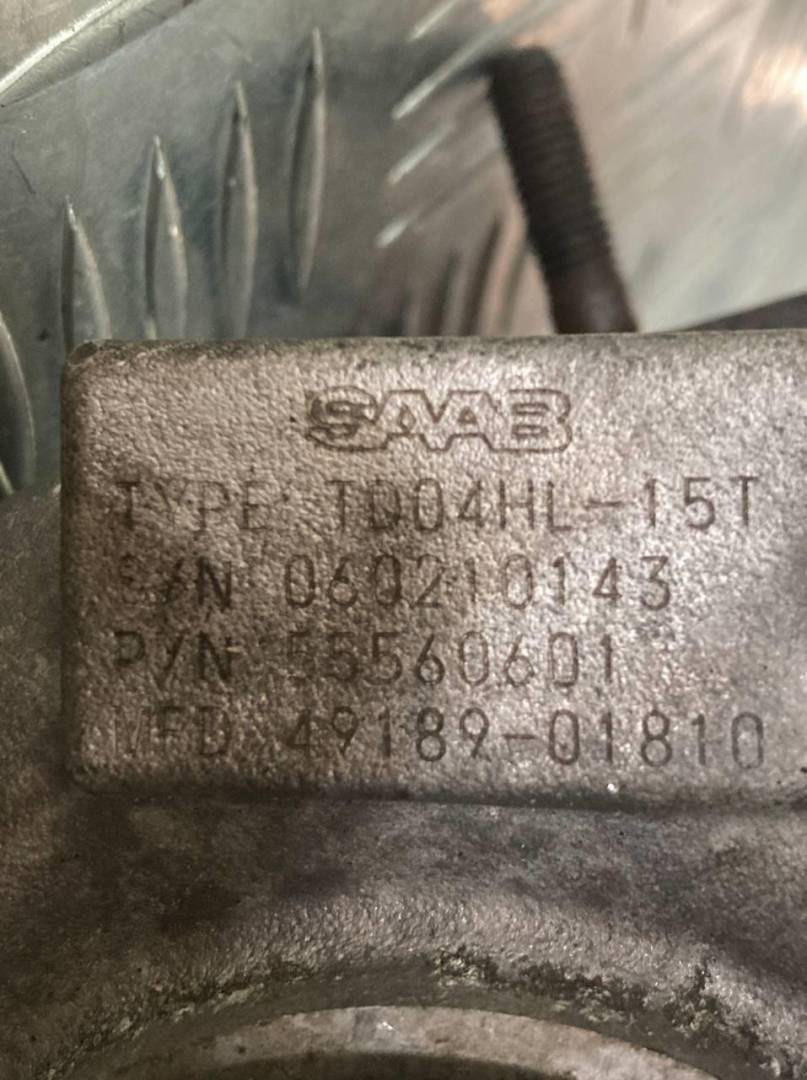 SAAB
TYPE TD04HL-15T
S/N 060210143
P/N 55560601
MFD 49189-01810